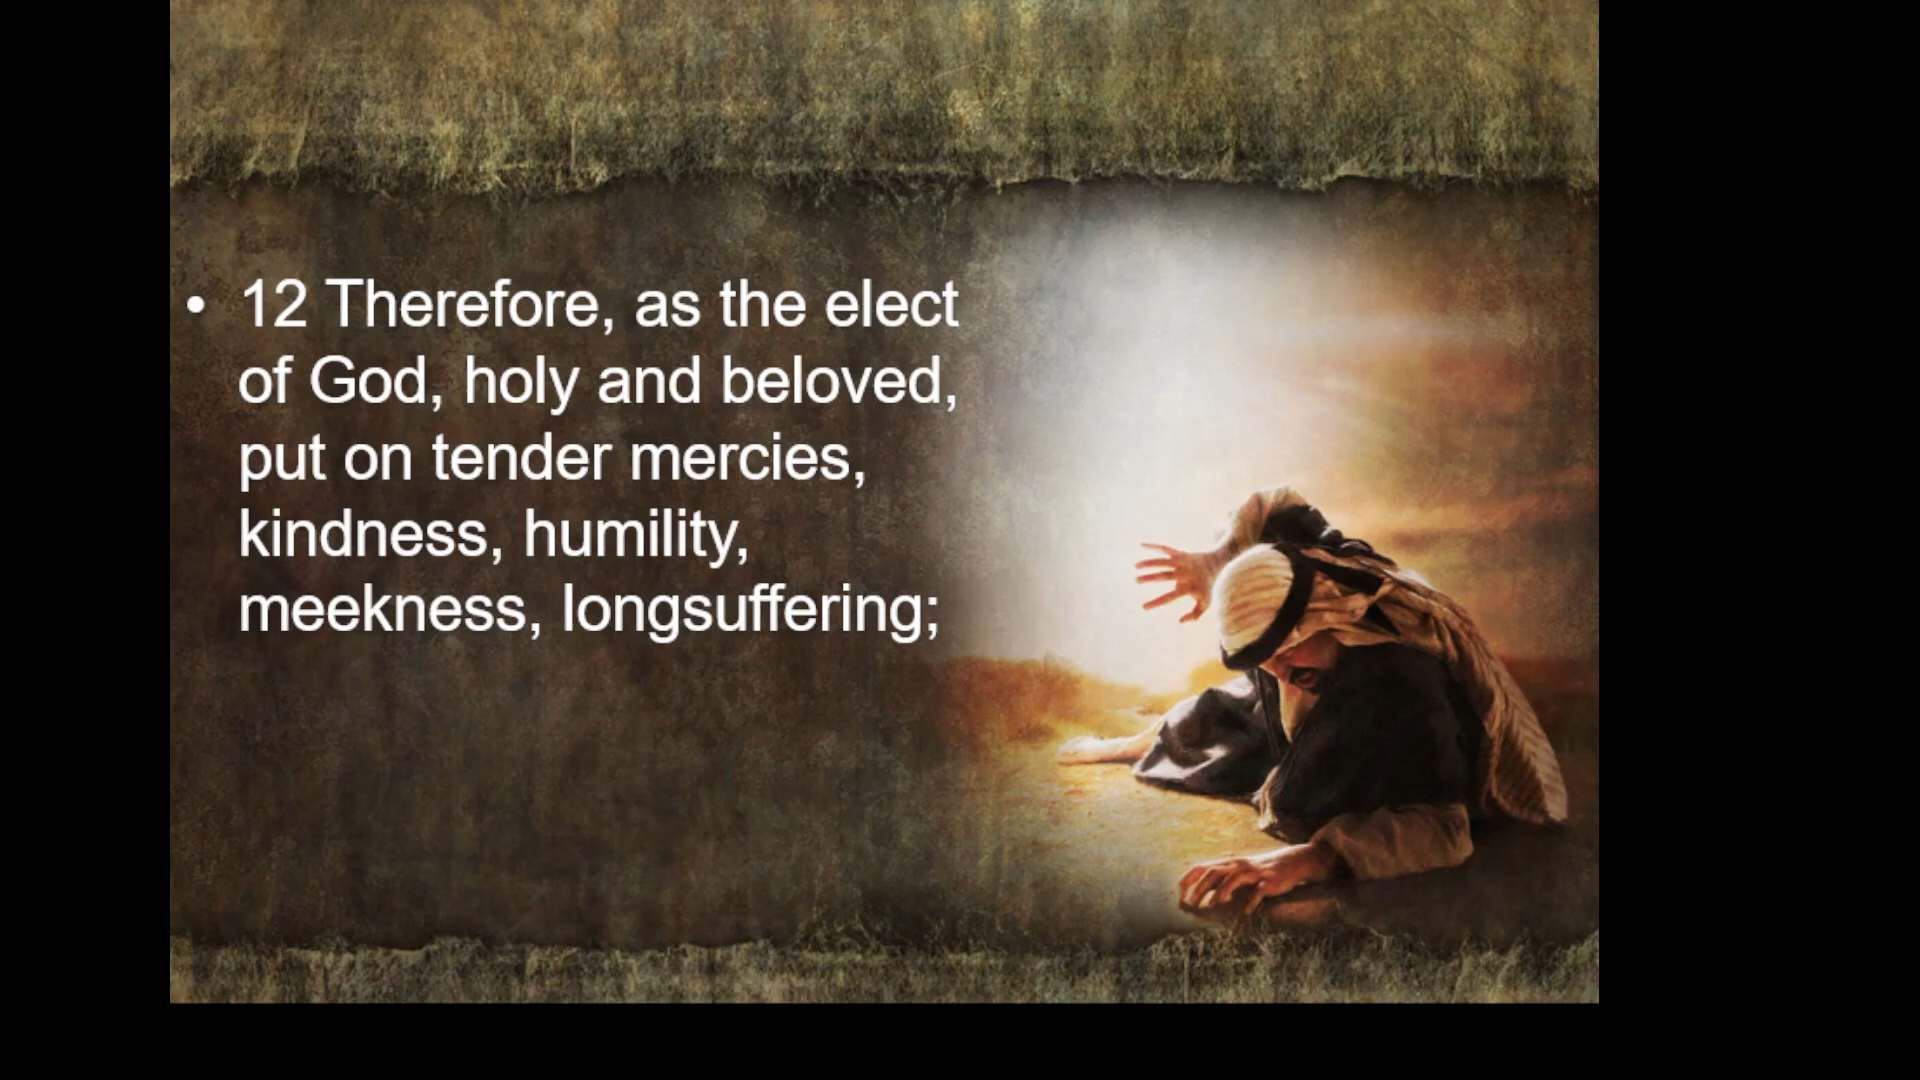 • 12 Therefore, as the elect
of God, holy and beloved,
put on tender mercies,
kindness, humility,
meekness, longsuffering;